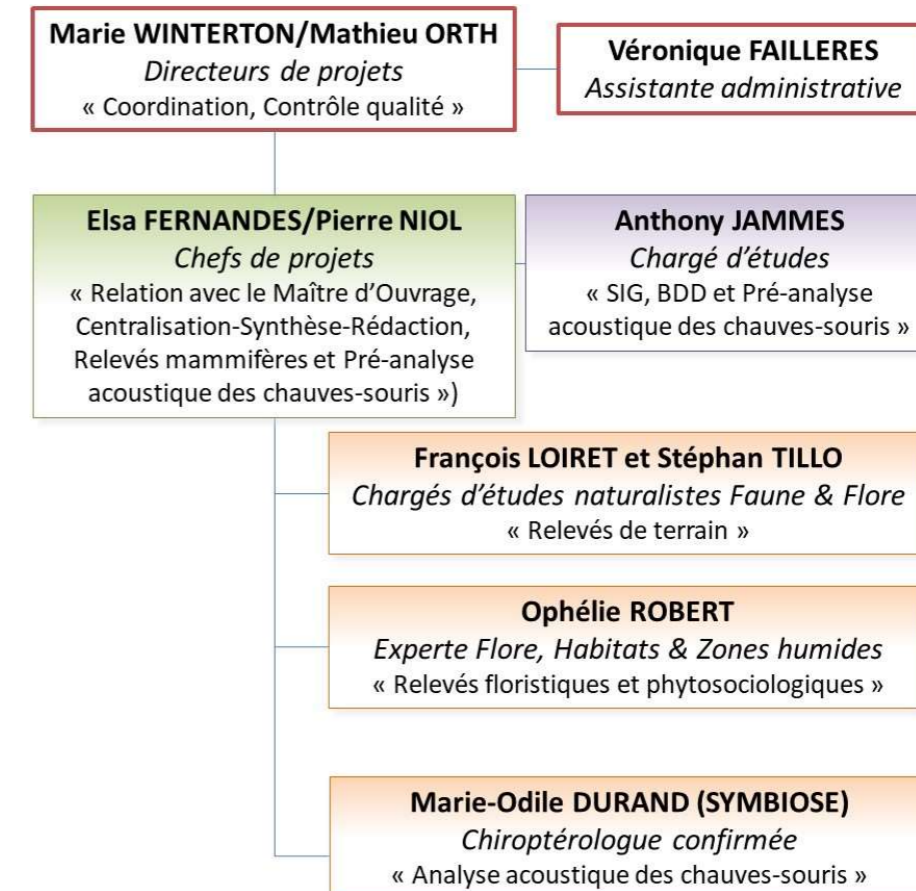 Marie WINTERTON/Mathieu ORTH
Directeurs de projets
« Coordination, Contrôle qualité »
Véronique FAILLERES
Assistante administrative
Elsa FERNANDES/Pierre NIOL
Chefs de projets
« Relation avec le Maître d’Ouvrage,
Centralisation-Synthèse-Rédaction,
Relevés mammifères et Pré-analyse
acoustique des chauves-souris »)
Anthony JAMMES
Chargé d’études
« SIG, BDD et Pré-analyse
acoustique des chauves-souris »
François LOIRET et Stéphan TILLO
Chargés d’études naturalistes Faune & Flore
« Relevés de terrain »
Ophélie ROBERT
Experte Flore, Habitats & Zones humides
« Relevés floristiques et phytosociologiques »
Marie-Odile DURAND (SYMBIOSE)
Chiroptérologue confirmée
« Analyse acoustique des chauves-souris »